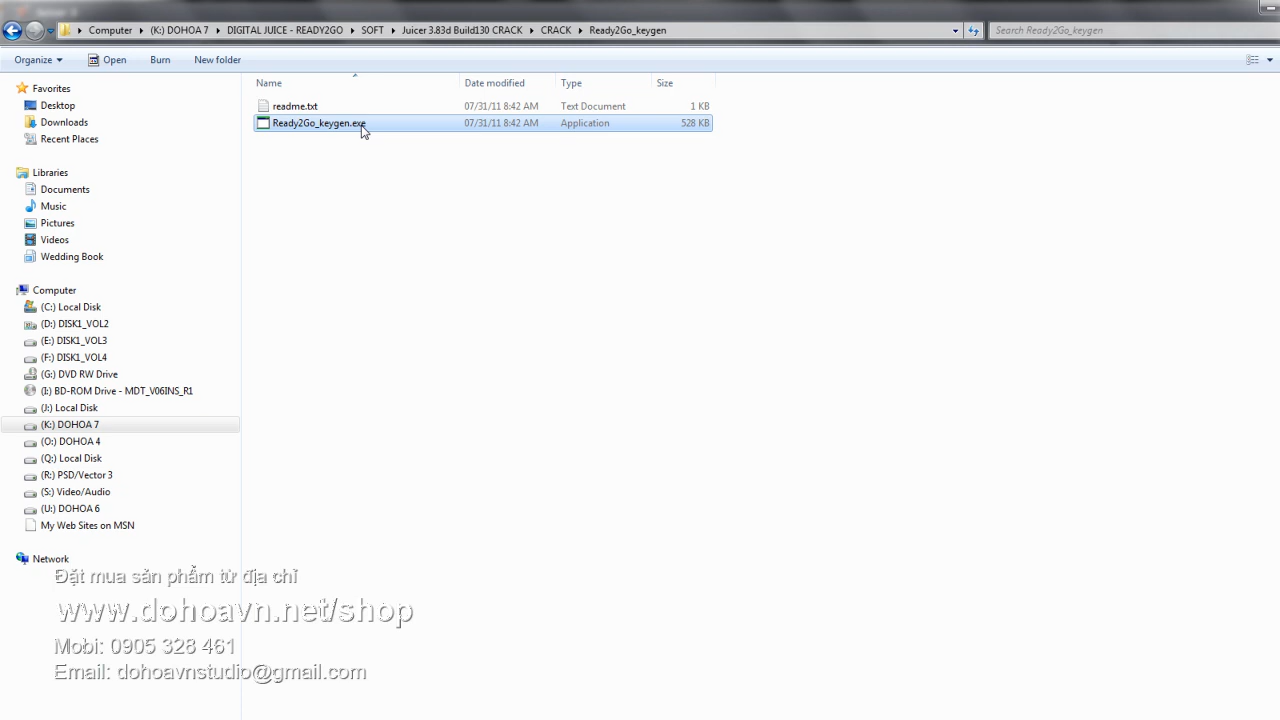 Computer ▸ (K:) DOHOA 7 ▸ DIGITAL JUICE - READY2GO ▸ SOFT ▸ Juicer 3.83d Build130 CRACK ▸ CRACK ▸ Ready2Go_keygen
Search Ready2Go_keygen
Organize Open Burn New folder
Name Date modified Type Size
readme.txt 07/31/11 8:42 AM Text Document 1 KB
Ready2Go_keygen.exe 07/31/11 8:42 AM Application 528 KB
Favorites
Desktop
Downloads
Recent Places
Libraries
Documents
Music
Pictures
Videos
Wedding Book
Computer
(C:) Local Disk
(D:) DISK1_VOL2
(E:) DISK1_VOL3
(F:) DISK1_VOL4
(G:) DVD RW Drive
(I:) BD-ROM Drive - MDT_V06INS_R1
(J:) Local Disk
(K:) DOHOA 7
(O:) DOHOA 4
(Q:) Local Disk
(R:) PSD/Vector 3
(S:) Video/Audio
(U:) DOHOA 6
My Web Sites on MSN
Network
Đặt mua sản phẩm từ địa chỉ
www.dohoavn.net/shop
Mobi: 0905 328 461
Email: dohoavnstudio@gmail.com